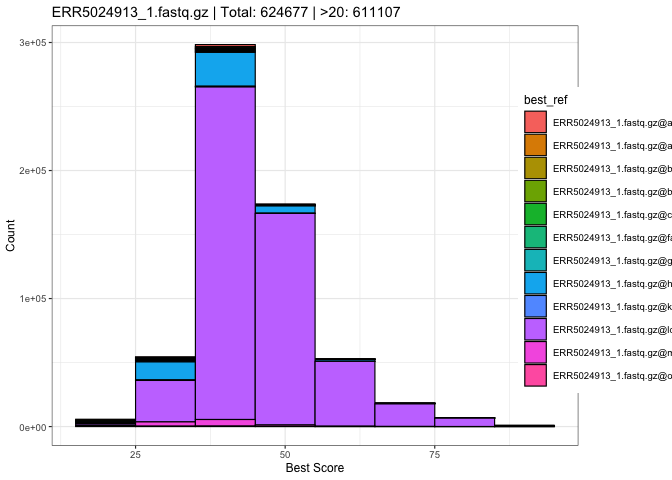 ERR5024913_1.fastq.gz | Total: 624677 | >20: 611107
3e+05
2e+05
1e+05
0e+00
Count
25
50
75
Best Score
best_ref
ERR5024913_1.fastq.gz@a
ERR5024913_1.fastq.gz@a
ERR5024913_1.fastq.gz@b
ERR5024913_1.fastq.gz@b
ERR5024913_1.fastq.gz@c
ERR5024913_1.fastq.gz@fa
ERR5024913_1.fastq.gz@g
ERR5024913_1.fastq.gz@h
ERR5024913_1.fastq.gz@k
ERR5024913_1.fastq.gz@lo
ERR5024913_1.fastq.gz@m
ERR5024913_1.fastq.gz@o